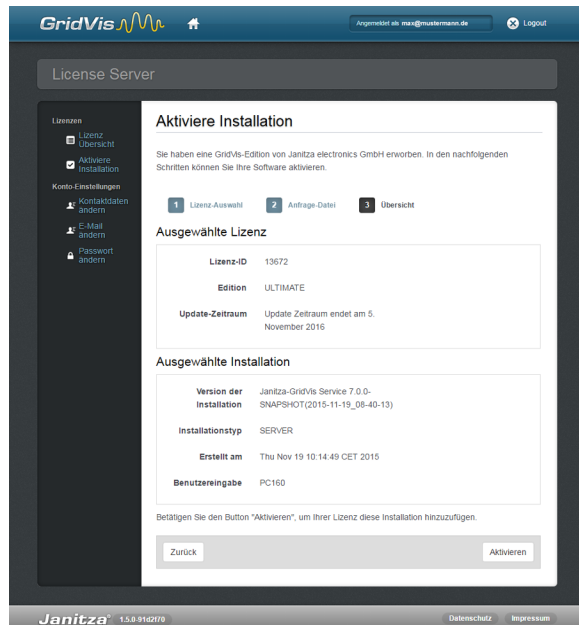 GridVis
Angemeldet als max@mustermann.de
Logout
License Server
Lizenzen
Lizenz
Übersicht
Aktiviere
Installation
Konto-Einstellungen
Kontaktdaten
ändern
E-Mail
ändern
Passwort
ändern
Aktiviere Installation
Sie haben eine GridVis-Edition von Janitza electronics GmbH erworben. In den nachfolgenden
Schritten können Sie Ihre Software aktivieren.
1 Lizenz-Auswahl 2 Anfrage-Datei 3 Übersicht
Ausgewählte Lizenz
Lizenz-ID 13672
Edition ULTIMATE
Update-Zeitraum Update Zeitraum endet am 5.
November 2016
Ausgewählte Installation
Version der Janitza-GridVis Service 7.0.0-
Installation SNAPSHOT(2015-11-19_08-40-13)
Installationstyp SERVER
Erstellt am Thu Nov 19 10:14:49 CET 2015
Benutzereingabe PC160
Betätigen Sie den Button "Aktivieren", um Ihrer Lizenz diese Installation hinzuzufügen.
Zurück Aktivieren
Janitza® 1.5.0-91d2f70 Datenschutz Impressum